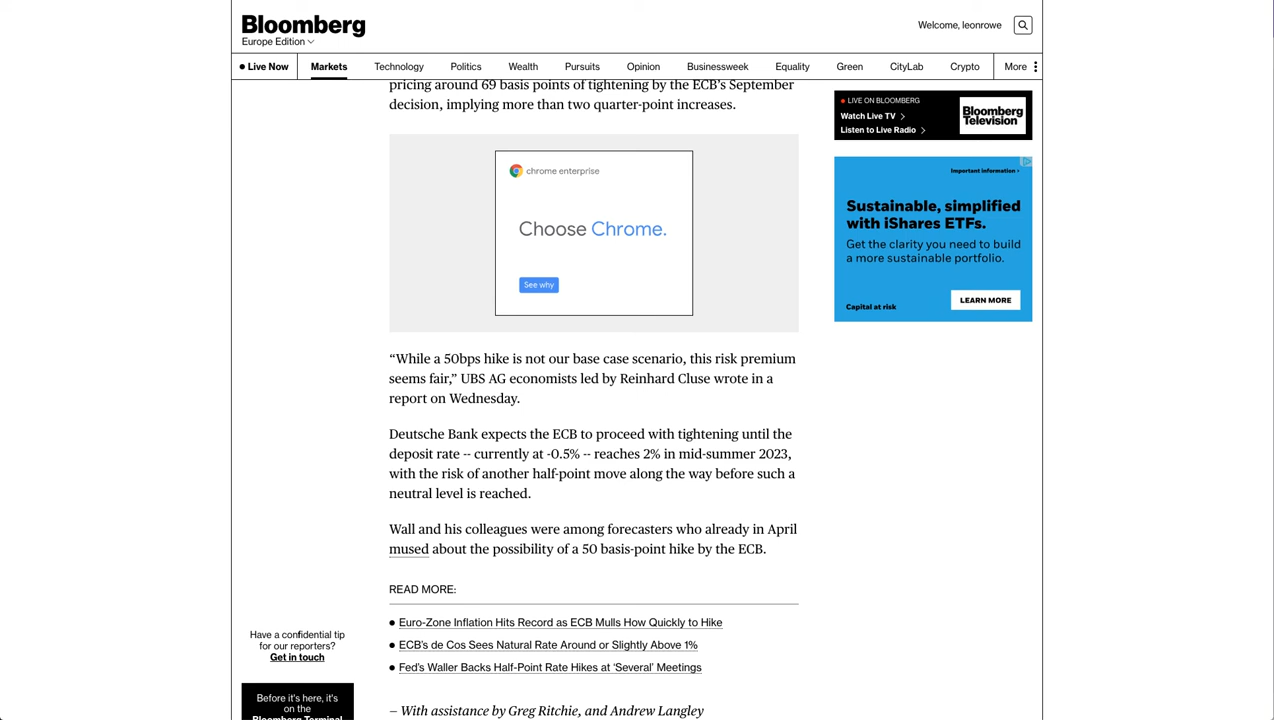 Bloomberg
Europe Edition
Welcome, leonrowe
Live Now
Markets
Technology
Politics
Wealth
Pursuits
Opinion
Businessweek
Equality
Green
CityLab
Crypto
More
pricing around 69 basis points of tightening by the ECB’s September
decision, implying more than two quarter-point increases.
chrome enterprise
Choose Chrome.
See why
“While a 50bps hike is not our base case scenario, this risk premium
seems fair,” UBS AG economists led by Reinhard Cluse wrote in a
report on Wednesday.
Deutsche Bank expects the ECB to proceed with tightening until the
deposit rate -- currently at -0.5% -- reaches 2% in mid-summer 2023,
with the risk of another half-point move along the way before such a
neutral level is reached.
Wall and his colleagues were among forecasters who already in April
mused about the possibility of a 50 basis-point hike by the ECB.
READ MORE:
Euro-Zone Inflation Hits Record as ECB Mulls How Quickly to Hike
ECB’s de Cos Sees Natural Rate Around or Slightly Above 1%
Fed’s Waller Backs Half-Point Rate Hikes at ‘Several’ Meetings
— With assistance by Greg Ritchie, and Andrew Langley
LIVE ON BLOOMBERG
Watch Live TV
Listen to Live Radio
Bloomberg
Television
Important information
Sustainable, simplified
with iShares ETFs.
Get the clarity you need to build
a more sustainable portfolio.
Capital at risk
LEARN MORE
Have a confidential tip
for our reporters?
Get in touch
Before it's here, it's
on the
Bloomberg Terminal